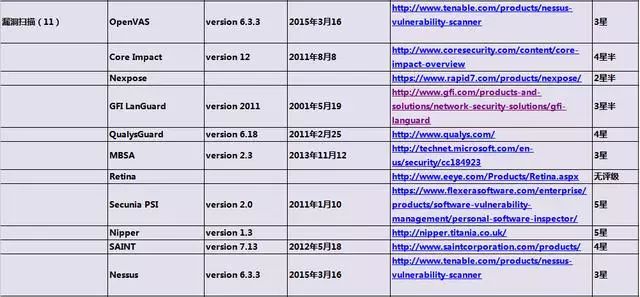 http://www.tenable.com/products/nessus-
漏洞扫描（11） OpenVAS version 6.3.3 2015年3月16 vulnerability-scanner 3星
http://www.coresecurity.com/content/core-
Core Impact version 12 2011年8月8 impact-overview 4星半
Nexpose https://www.rapid7.com/products/nexpose/ 2星半
http://www.gfi.com/products-and-
GFI LanGuard version 2011 2001年5月19 solutions/network-security-solutions/gfi- 3星半
languard
QualysGuard version 6.18 2011年2月25 http://www.qualys.com/ 4星
MBSA version 2.3 2013年11月12 http://technet.microsoft.com/en- 3星
us/security/cc184923
Retina http://www.eeye.com/Products/Retina.aspx 无评级
https://www.flexerasoftware.com/enterprise/
Secunia PSI version 2.0 2011年1月10 products/software-vulnerability- 5星
management/personal-software-inspector/
Nipper version 1.3 http://nipper.titania.co.uk/ 5星
SAINT version 7.13 2012年5月18 http://www.saintcorporation.com/products/ 4星
Nessus version 6.3.3 2015年3月16 http://www.tenable.com/products/nessus- 3星
vulnerability-scanner